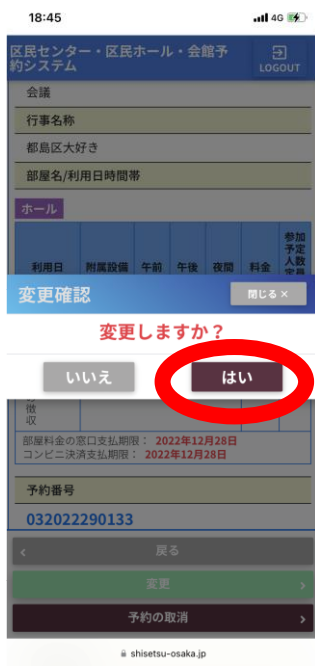 18:45
4G
区民センター・区民ホール・会館予
約システム
LOGOUT
会議
行事名称
都島区大好き
部屋名/利用日時間帯
ホール
参加
予定
人数
利用日 附属設備 午前 午後 夜間 料金
定員
変更確認
閉じる ×
変更しますか？
いいえ
はい
徴
収
部屋料金の窓口支払期限： 2022年12月28日
コンビニ決済支払期限： 2022年12月28日
予約番号
032022290133
戻る
変更
予約の取消
shisetsu-osaka.jp